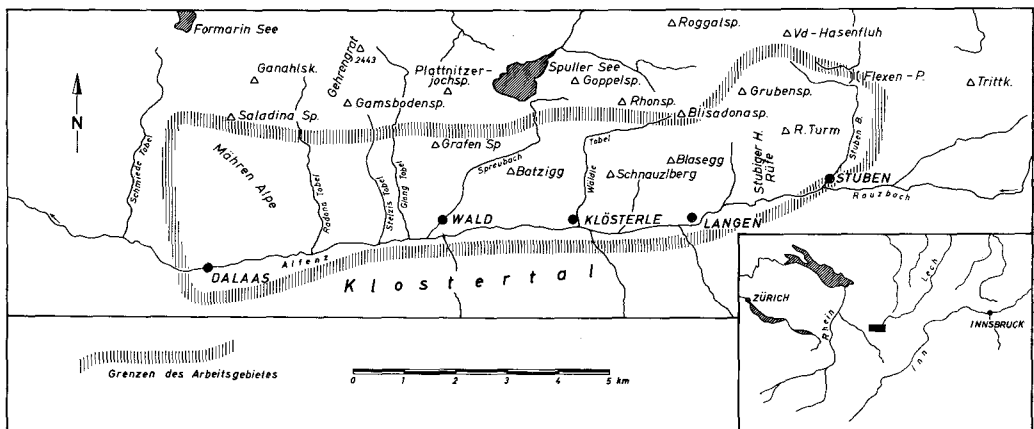 Formarin See
Roggalsp.
Vd-Hasenfluh
Gehrengrat
2443
Ganahlsk.
Plattnitzer-
jochsp.
Spuller See
Goppelsp.
Flexen-P.
Trittk.
Gamsbodensp.
Rhonsp.
Grubensp.
Saladina Sp.
Blisadonasp.
N
Grafen Sp
R. Turm
Stuben B.
Schmiede Tobel
Mähren Alpe
Radona Tobel
Stelzis Tobel
Glong Tobel
Spreubach
Batzigg
Wäldle
Tobel
Schnauzlberg
Blasegg
Stubiger H.
Rüfe
STUBEN
Rauzbach
WALD
KLÖSTERLE
LANGEN
DALAAS
Alfenz
Klostertal
Grenzen des Arbeitsgebietes
0 1 2 3 4 5 km
ZÜRICH
Rhein
Lech
Inn
INNSBRUCK